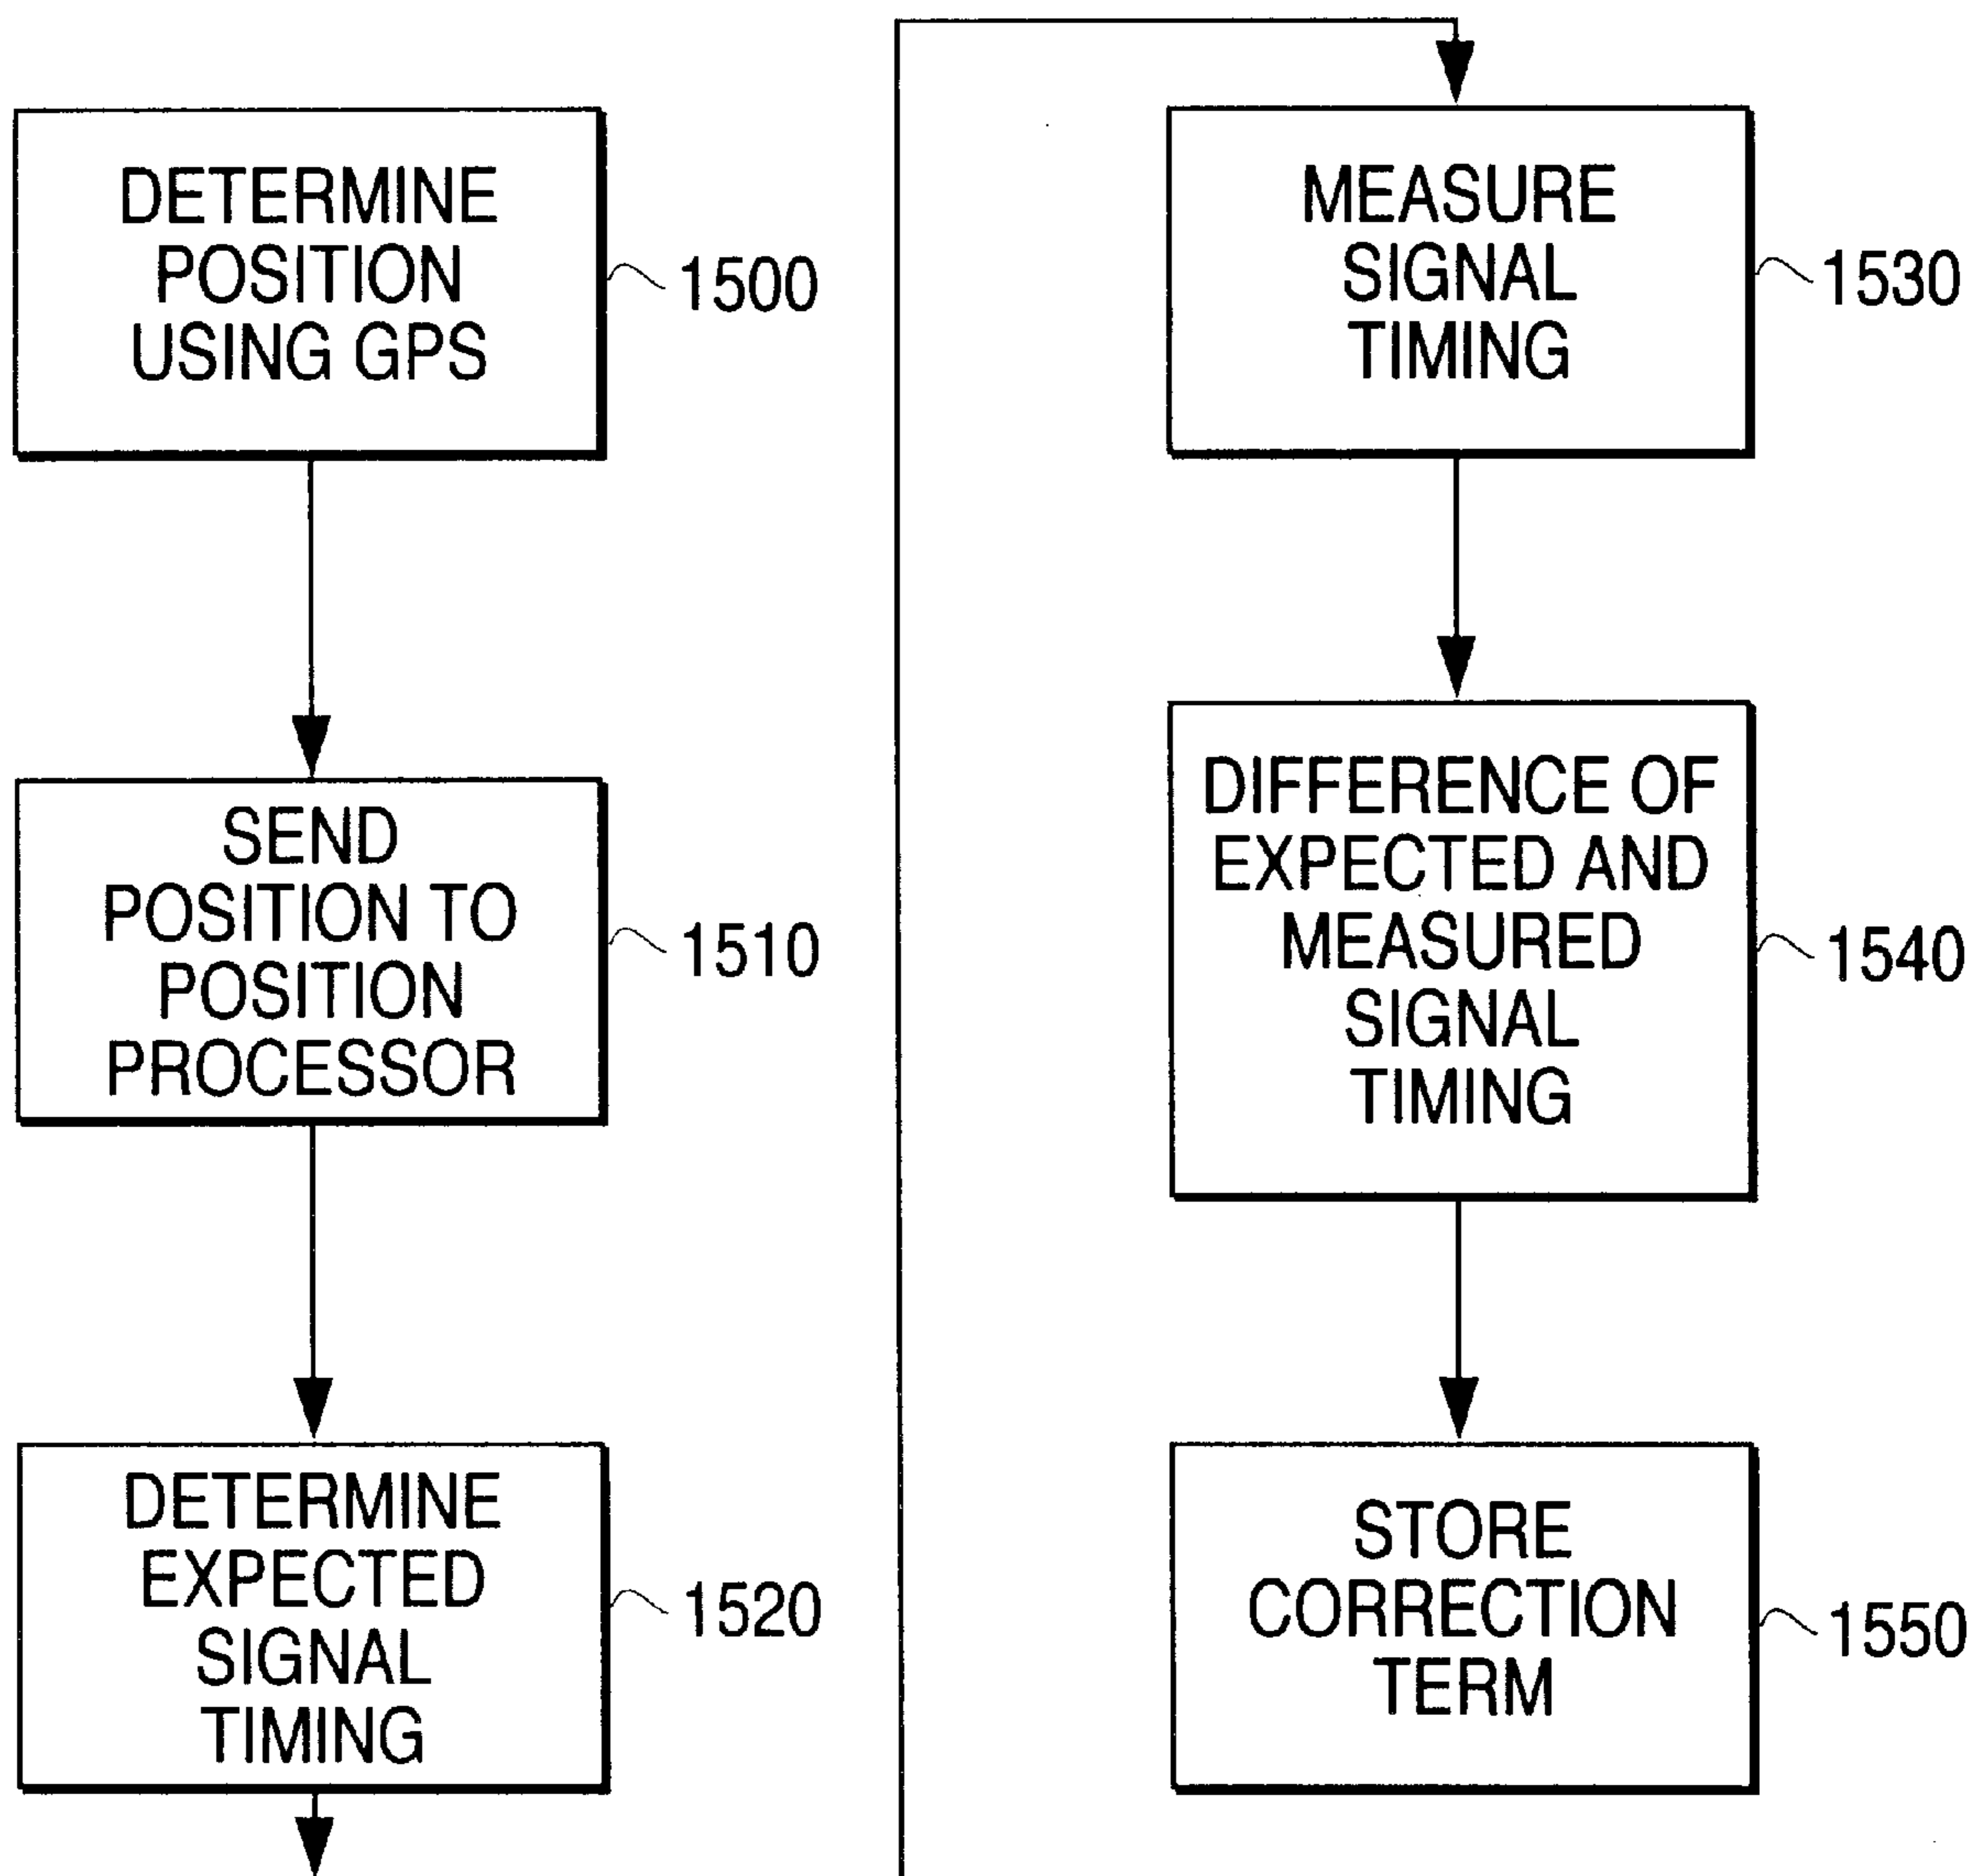 DETERMINE
POSITION
USING GPS
1500
SEND
POSITION TO
POSITION
PROCESSOR
1510
DETERMINE
EXPECTED
SIGNAL
TIMING
1520
MEASURE
SIGNAL
TIMING
1530
DIFFERENCE OF
EXPECTED AND
MEASURED
SIGNAL
TIMING
1540
STORE
CORRECTION
TERM
1550